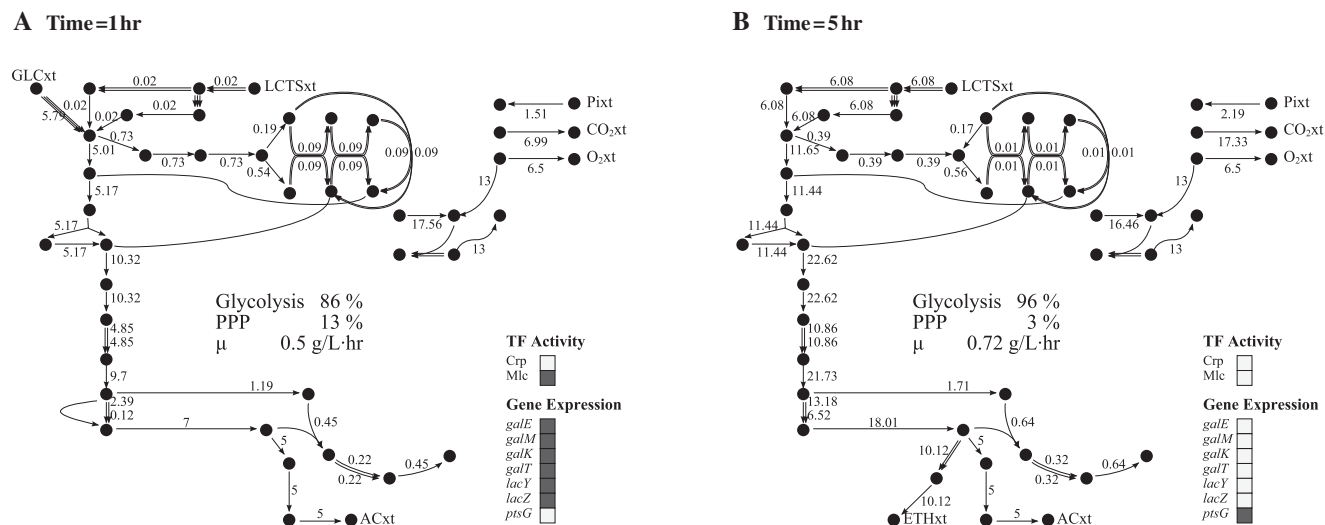 A Time=1hr
GLCxt
0.02
0.02
LCTSxt
5.79
0.02
0.02
0.02
0.73
5.01
0.73
0.73
0.19
0.54
0.09
0.09
0.09
0.09
0.09
0.09
Pixt
1.51
CO2xt
6.99
O2xt
6.5
13
17.56
13
5.17
5.17
5.17
10.32
10.32
4.85
4.85
9.7
Glycolysis 86 %
PPP 13 %
μ 0.5 g/L·hr
1.19
2.39
0.12
7
0.45
5
0.22
0.22
0.45
5
5
ACxt
TF Activity
Crp
Mlc
Gene Expression
galE
galM
galK
galT
lacY
lacZ
ptsG
B Time=5hr
6.08
6.08
LCTSxt
6.08
6.08
6.08
0.39
11.65
0.39
0.39
0.17
0.56
0.01
0.01
0.01
0.01
0.01
0.01
Pixt
2.19
CO2xt
17.33
O2xt
6.5
13
16.46
13
11.44
11.44
11.44
22.62
22.62
10.86
10.86
21.73
Glycolysis 96 %
PPP 3 %
μ 0.72 g/L·hr
1.71
13.18
6.52
18.01
0.64
10.12
5
0.32
0.32
0.64
10.12
5
ETHxt
5
ACxt
TF Activity
Crp
Mlc
Gene Expression
galE
galM
galK
galT
lacY
lacZ
ptsG